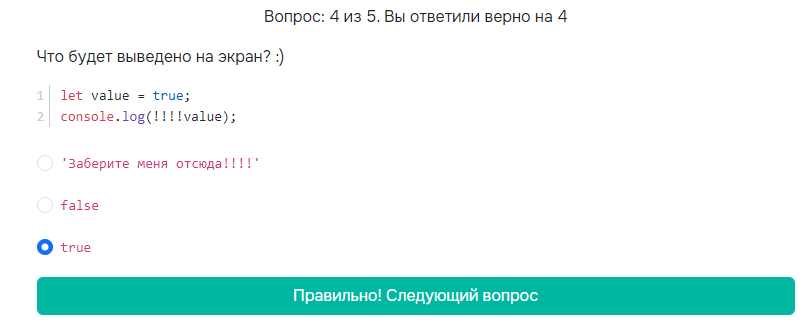 Вопрос: 4 из 5. Вы ответили верно на 4
Что будет выведено на экран? :)
1 let value = true;
2 console.log(!!!!value);
'Заберите меня отсюда!!!!'
false
true
Правильно! Следующий вопрос